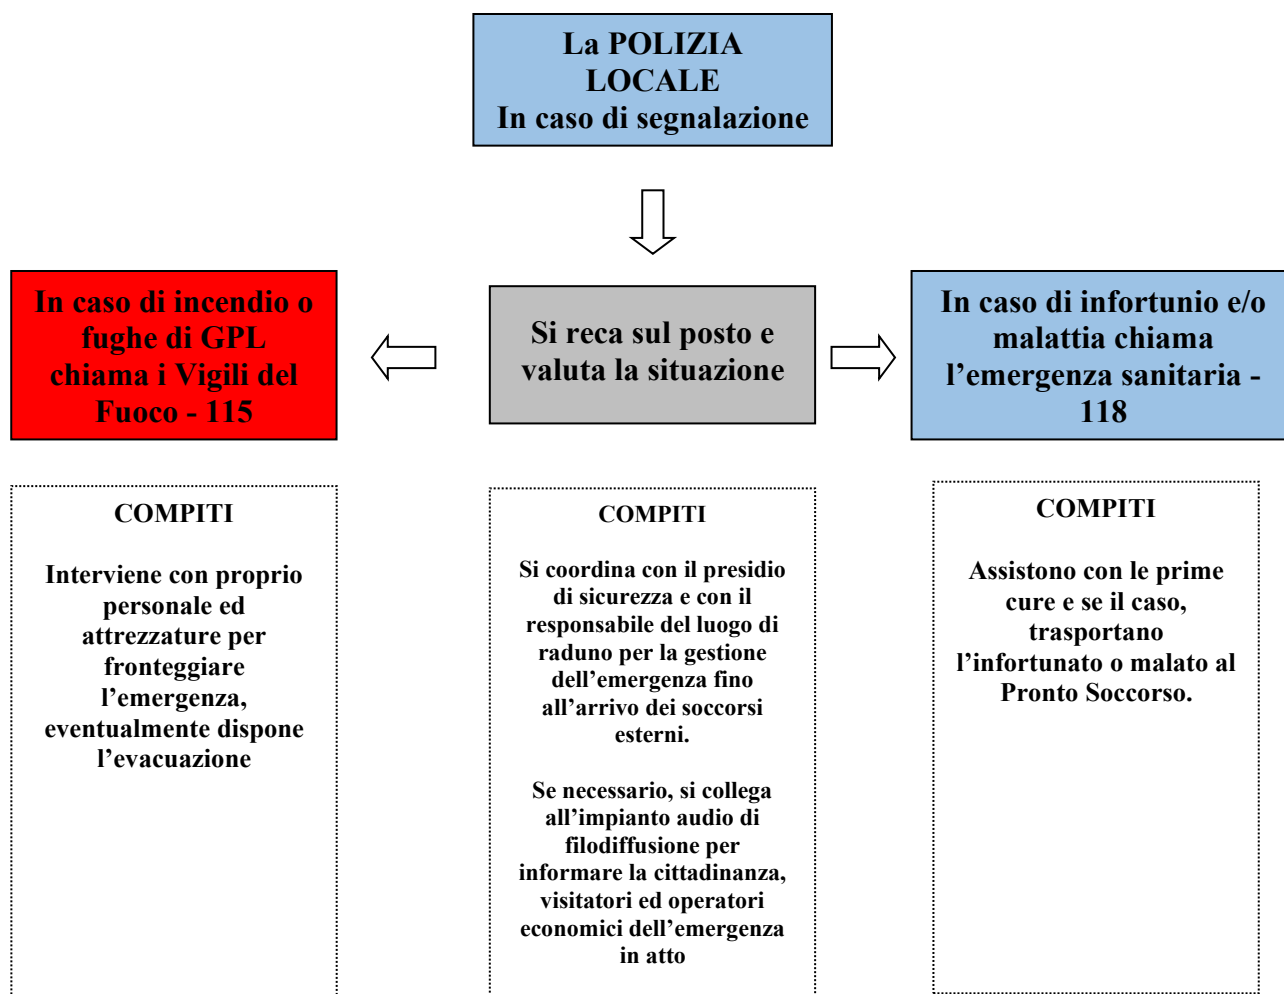 La POLIZIA
LOCALE
In caso di segnalazione
In caso di incendio o
fughe di GPL
chiama i Vigili del
Fuoco - 115
Si reca sul posto e
valuta la situazione
In caso di infortunio e/o
malattia chiama
l’emergenza sanitaria -
118
COMPITI
Interviene con proprio
personale ed
attrezzature per
fronteggiare
l’emergenza,
eventualmente dispone
l’evacuazione
COMPITI
Si coordina con il presidio
di sicurezza e con il
responsabile del luogo di
raduno per la gestione
dell’emergenza fino
all’arrivo dei soccorsi
esterni.
Se necessario, si collega
all’impianto audio di
filodiffusione per
informare la cittadinanza,
visitatori ed operatori
economici dell’emergenza
in atto
COMPITI
Assistono con le prime
cure e se il caso,
trasportano
l’infortunato o malato al
Pronto Soccorso.